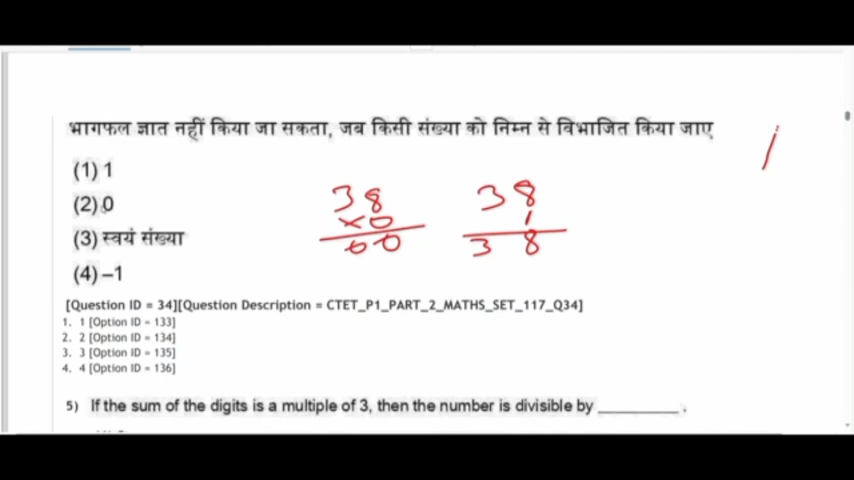 भागफल ज्ञात नहीं किया जा सकता, जब किसी संख्या को निम्न से विभाजित किया जाए
(1) 1
(2) 0
(3) स्वयं संख्या
(4) –1
38
×0
00
38
1
38
[Question ID = 34][Question Description = CTET_P1_PART_2_MATHS_SET_117_Q34]
1. 1 [Option ID = 133]
2. 2 [Option ID = 134]
3. 3 [Option ID = 135]
4. 4 [Option ID = 136]
5) If the sum of the digits is a multiple of 3, then the number is divisible by ________ .